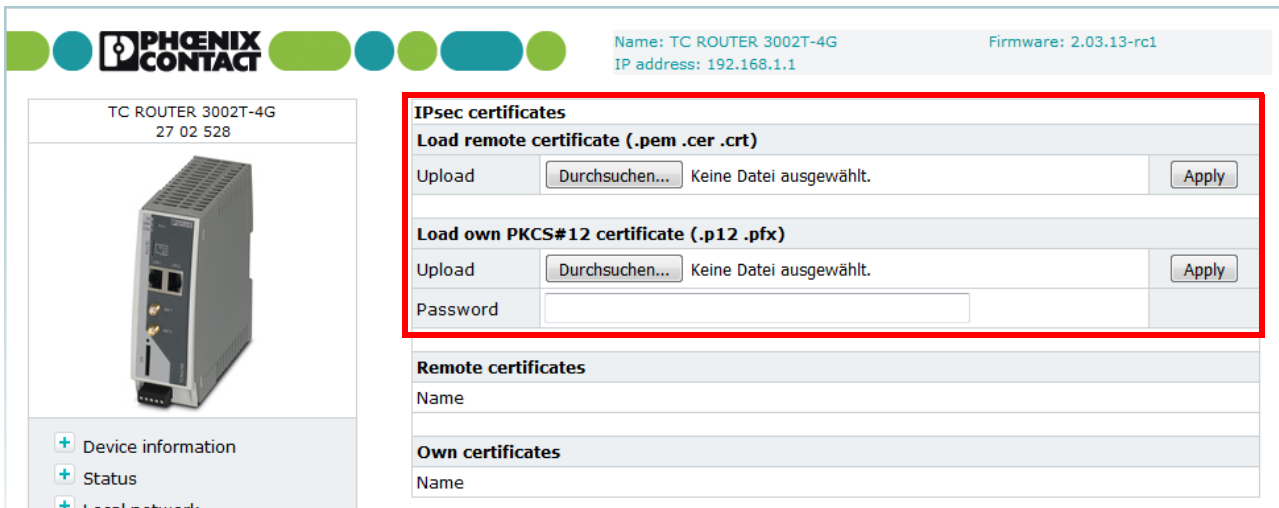 PHŒNIX
CONTACT
Name: TC ROUTER 3002T-4G
Firmware: 2.03.13-rc1
IP address: 192.168.1.1
TC ROUTER 3002T-4G
27 02 528
Device information
Status
Local network
IPsec certificates
Load remote certificate (.pem .cer .crt)
Upload Durchsuchen... Keine Datei ausgewählt. Apply
Load own PKCS#12 certificate (.p12 .pfx)
Upload Durchsuchen... Keine Datei ausgewählt. Apply
Password
Remote certificates
Name
Own certificates
Name